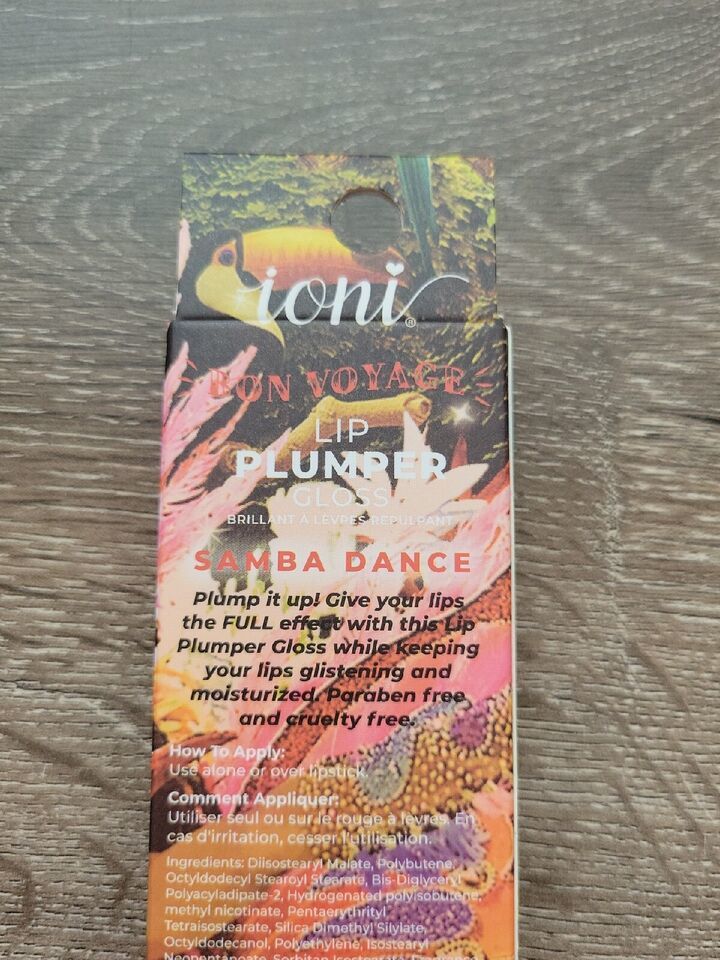 ioni®
BON VOYAGE
LIP
PLUMPER
GLOSS
BRILLANT À LÈVRES REPULPANT
SAMBA DANCE
Plump it up! Give your lips
the FULL effect with this Lip
Plumper Gloss while keeping
your lips glistening and
moisturized. Paraben free
and cruelty free.
How To Apply:
Use alone or over lipstick.
Comment Appliquer:
Utiliser seul ou sur le rouge à lèvres. En
cas d'irritation, cesser l'utilisation.
Ingredients: Diisostearyl Malate, Polybutene,
Octyldodecyl Stearoyl Stearate, Bis-Diglyceryl
Polyacyladipate-2, Hydrogenated polyisobutene,
methyl nicotinate, Pentaerythrityl
Tetraisostearate, Silica Dimethyl Silylate,
Octyldodecanol, Polyethylene, Isostearyl
Neopentanoate, Sorbitan Isostearate, Fragrance